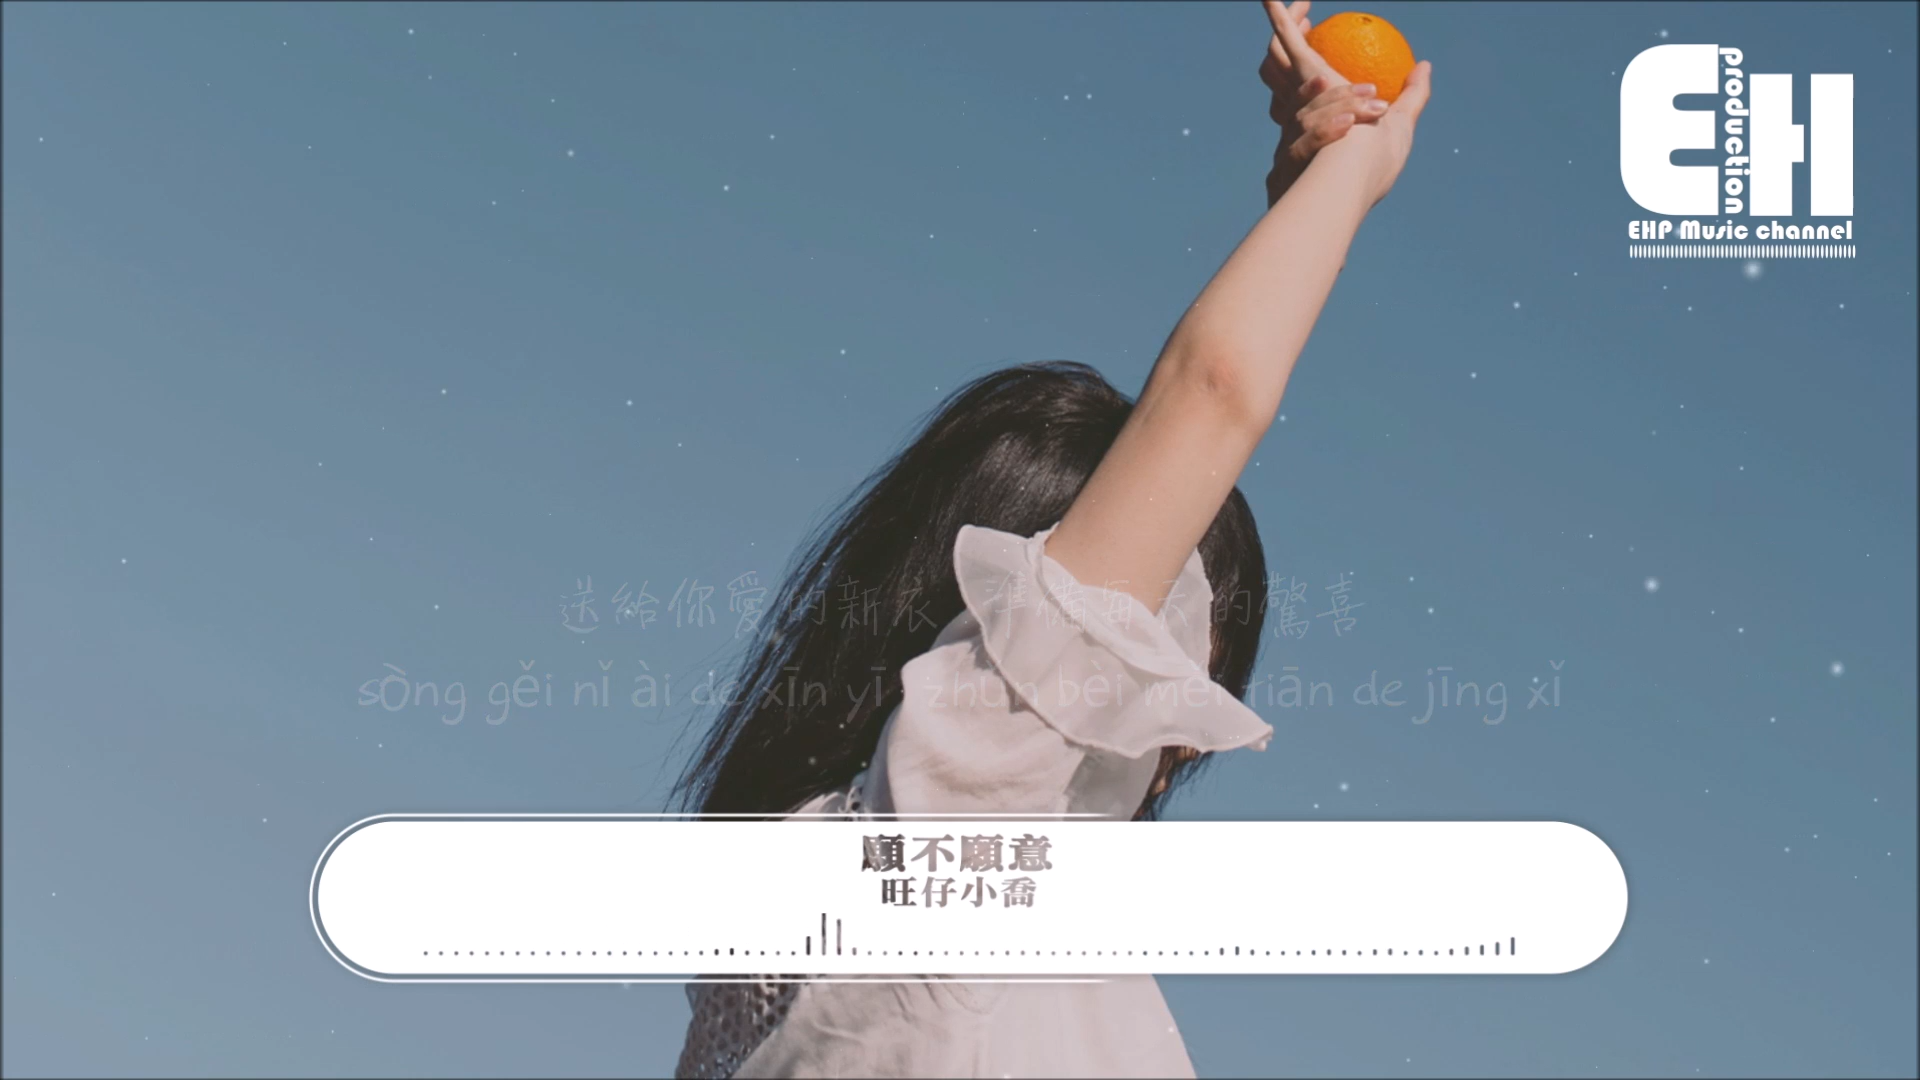 production
EH
EHP Music channel
送給你愛的新衣 準備每天的驚喜
sòng gěi nǐ ài de xīn yī zhǔn bèi měi tiān de jīng xǐ
願不願意
旺仔小喬